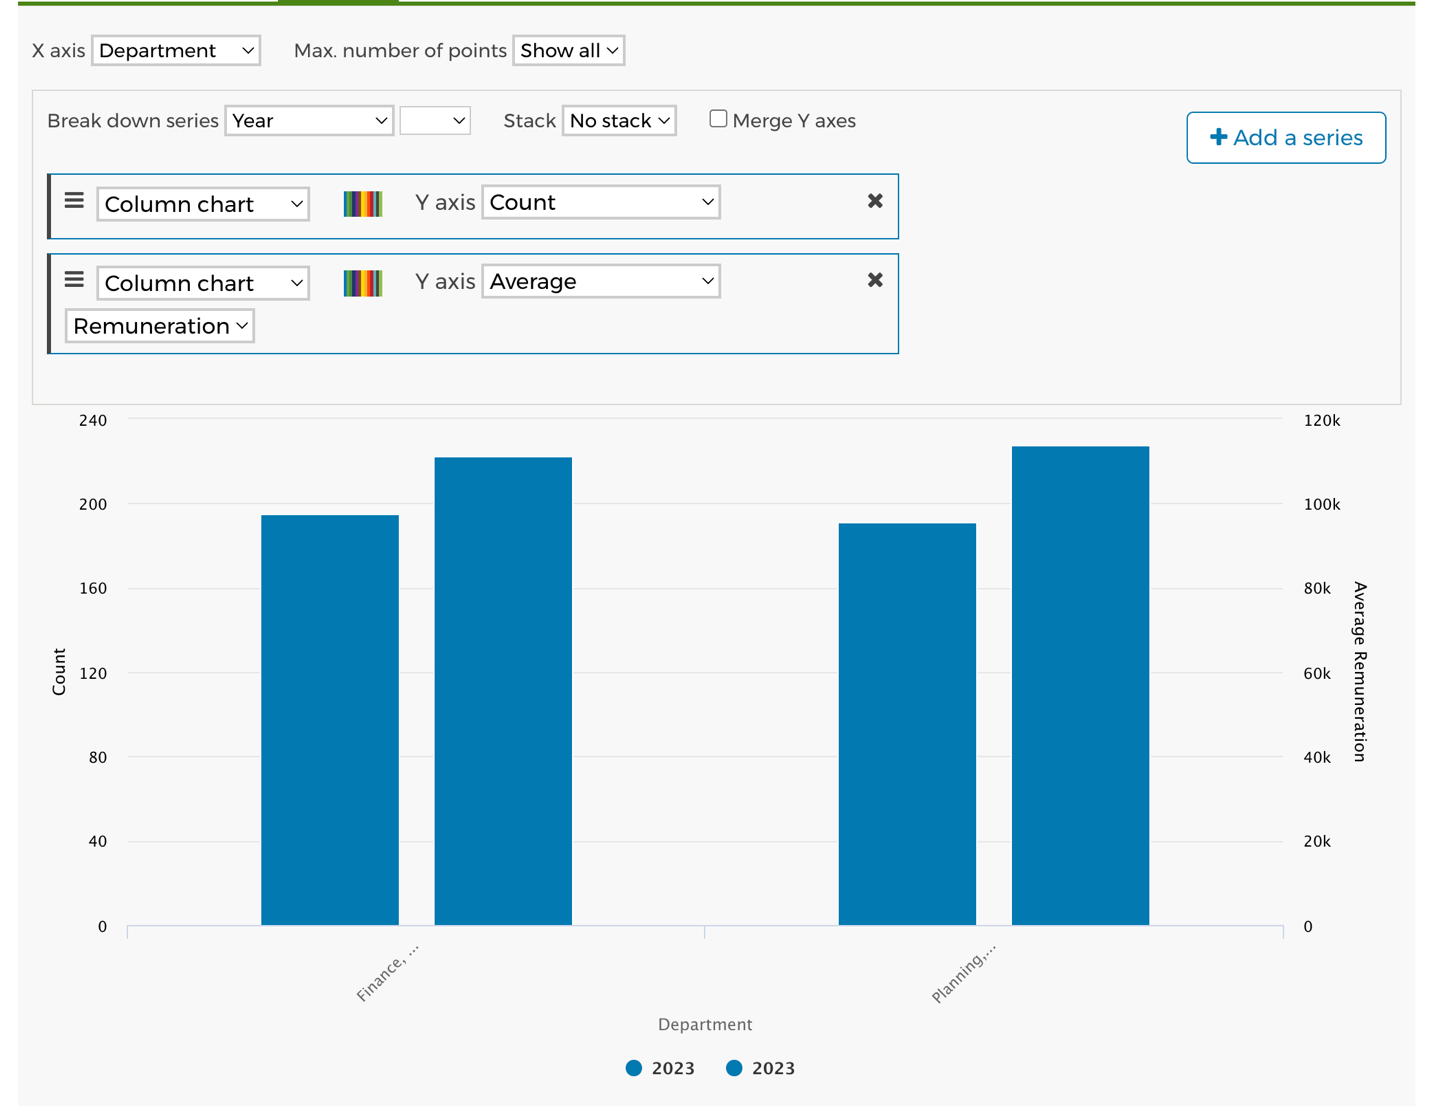 X axis Department Max. number of points Show all
Break down series Year Stack No stack Merge Y axes
+ Add a series
Column chart Y axis Count
Column chart Y axis Average
Remuneration
240 120k
200 100k
160 80k
120 60k
80 40k
40 20k
0 0
Count
Average Remuneration
Finance, ...
Planning,...
Department
2023 2023